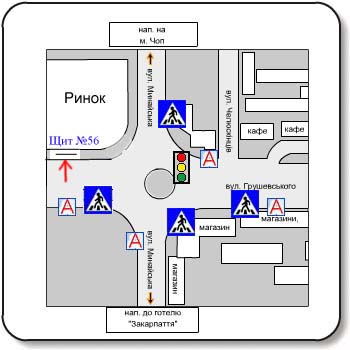 нап. на
м. Чоп
вул. Минайська
вул. Чайковські
Ринок
Щит №56
кафе
кафе
А
вул. Грушевського
А
А
А
магазини,
магазин
вул. Минайська
магазин
нап. до готелю
"Закарпаття"